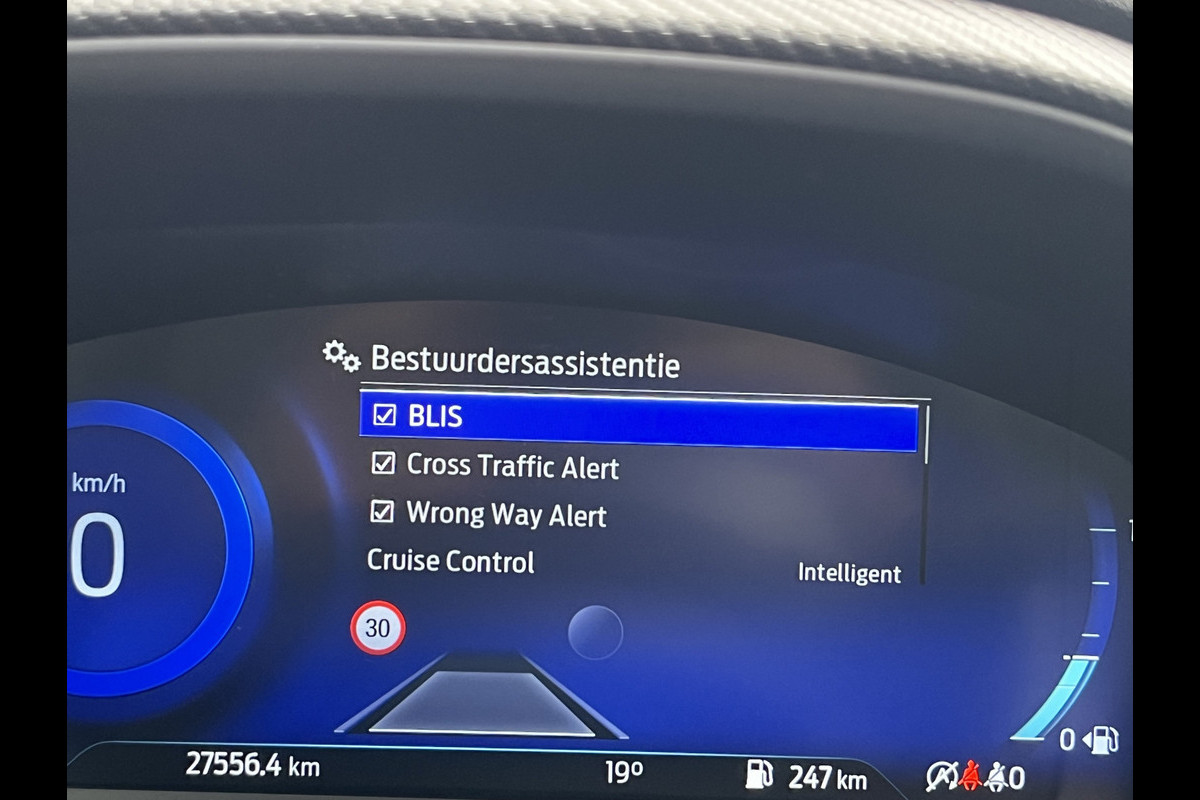 Bestuurdersassistentie
BLIS
Cross Traffic Alert
Wrong Way Alert
Cruise Control Intelligent
km/h
0
30
0
27556.4 km 19º 247 km 0